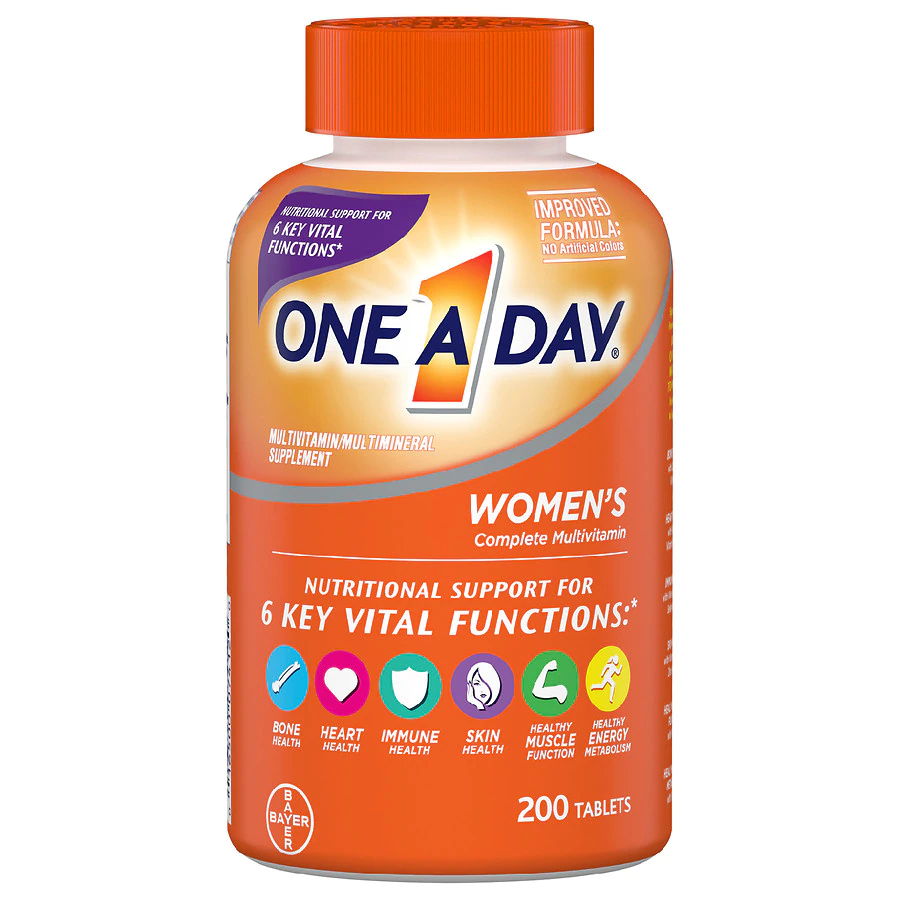 NUTRITIONAL SUPPORT FOR
6 KEY VITAL
FUNCTIONS*
IMPROVED
FORMULA:
NO Artificial Colors
ONE A DAY®
1
MULTIVITAMIN/MULTIMINERAL
SUPPLEMENT
WOMEN'S
Complete Multivitamin
NUTRITIONAL SUPPORT FOR
6 KEY VITAL FUNCTIONS:*
BONE
HEALTH
HEART
HEALTH
IMMUNE
HEALTH
SKIN
HEALTH
HEALTHY
MUSCLE
FUNCTION
HEALTHY
ENERGY
METABOLISM
BAYER
BAYER
200 TABLETS